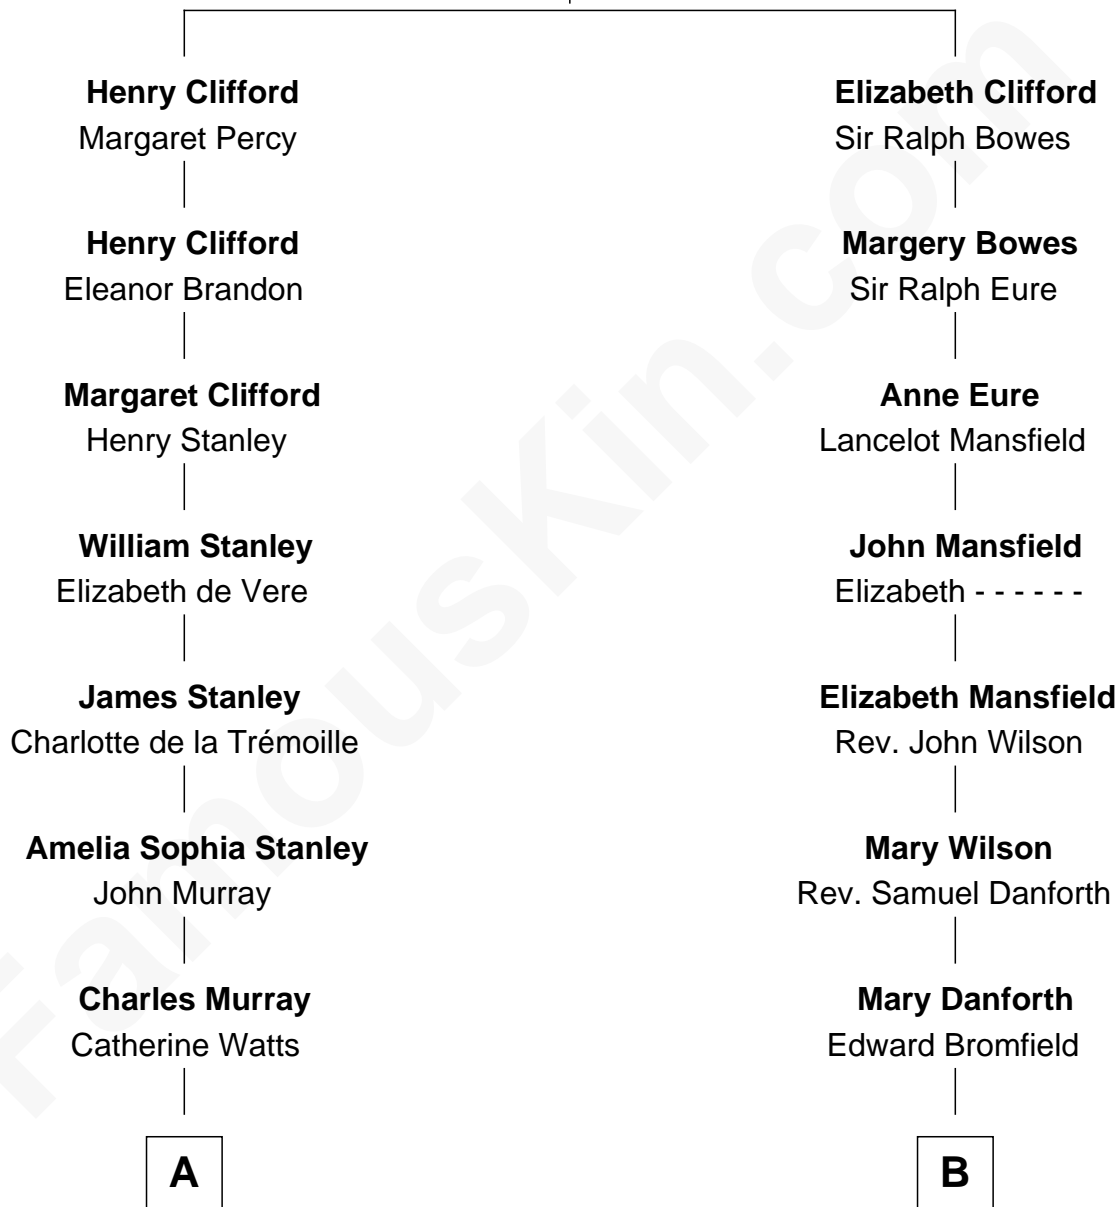 Henry Clifford
Margaret Percy
Henry Clifford
Eleanor Brandon
Margaret Clifford
Henry Stanley
William Stanley
Elizabeth de Vere
James Stanley
Charlotte de la Trémoille
Amelia Sophia Stanley
John Murray
Charles Murray
Catherine Watts
A
Elizabeth Clifford
Sir Ralph Bowes
Margery Bowes
Sir Ralph Eure
Anne Eure
Lancelot Mansfield
John Mansfield
Elizabeth - - - - - -
Elizabeth Mansfield
Rev. John Wilson
Mary Wilson
Rev. Samuel Danforth
Mary Danforth
Edward Bromfield
B
FamousKin.com